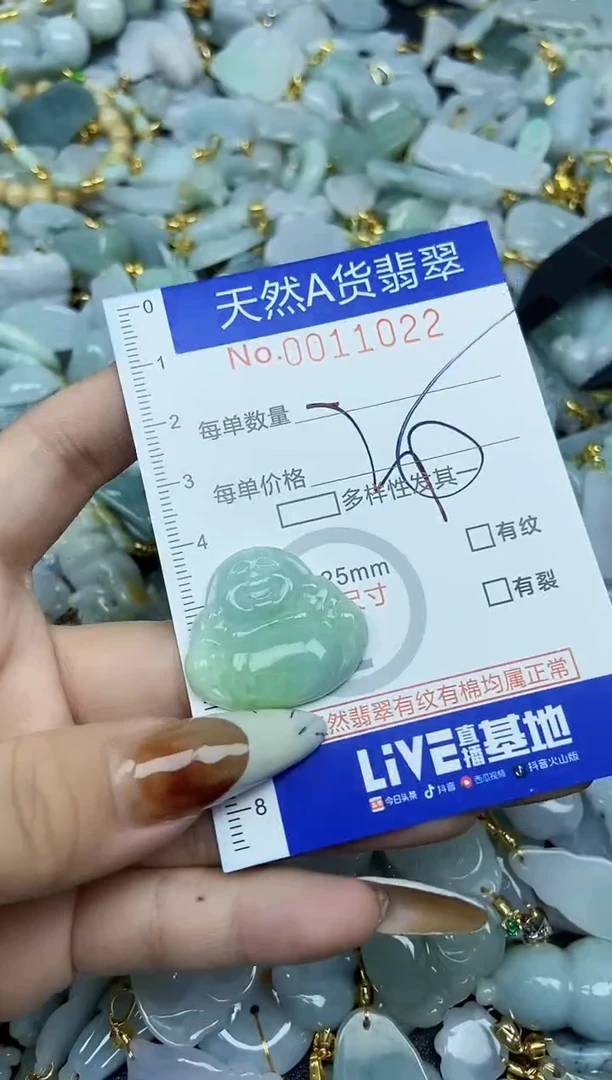 天然A货翡翠
No.0011022
0
1
2
3
4
8
每单数量
每单价格
多样性发其一
有纹
25mm
尺寸
有裂
然翡翠有纹有棉均属正常
LiVE直播基地
今日头条 抖音 西瓜视频 抖音火山版